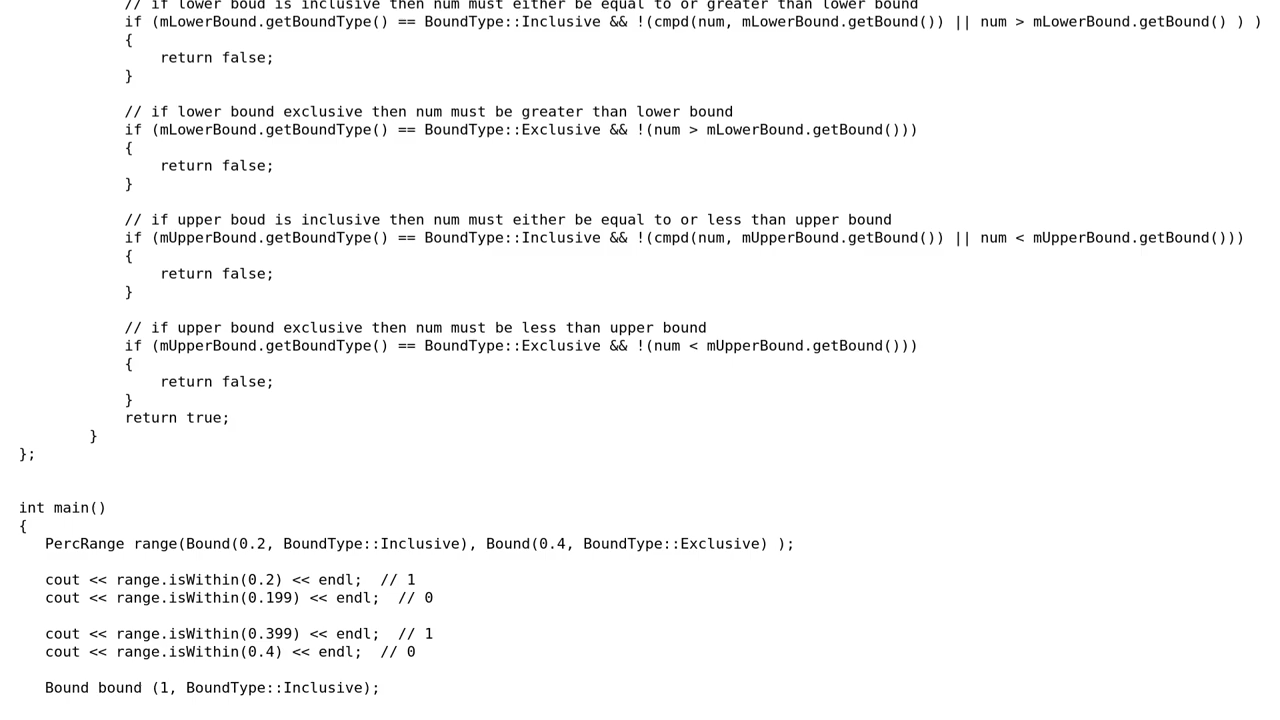 // if lower boud is inclusive then num must either be equal to or greater than lower bound
if (mLowerBound.getBoundType() == BoundType::Inclusive && !(cmpd(num, mLowerBound.getBound()) || num > mLowerBound.getBound() ) )
{
return false;
}
// if lower bound exclusive then num must be greater than lower bound
if (mLowerBound.getBoundType() == BoundType::Exclusive && !(num > mLowerBound.getBound()))
{
return false;
}
// if upper boud is inclusive then num must either be equal to or less than upper bound
if (mUpperBound.getBoundType() == BoundType::Inclusive && !(cmpd(num, mUpperBound.getBound()) || num < mUpperBound.getBound()))
{
return false;
}
// if upper bound exclusive then num must be less than upper bound
if (mUpperBound.getBoundType() == BoundType::Exclusive && !(num < mUpperBound.getBound()))
{
return false;
}
return true;
}
};
int main()
{
PercRange range(Bound(0.2, BoundType::Inclusive), Bound(0.4, BoundType::Exclusive) );
cout << range.isWithin(0.2) << endl;  // 1
cout << range.isWithin(0.199) << endl;  // 0
cout << range.isWithin(0.399) << endl;  // 1
cout << range.isWithin(0.4) << endl;  // 0
Bound bound (1, BoundType::Inclusive);